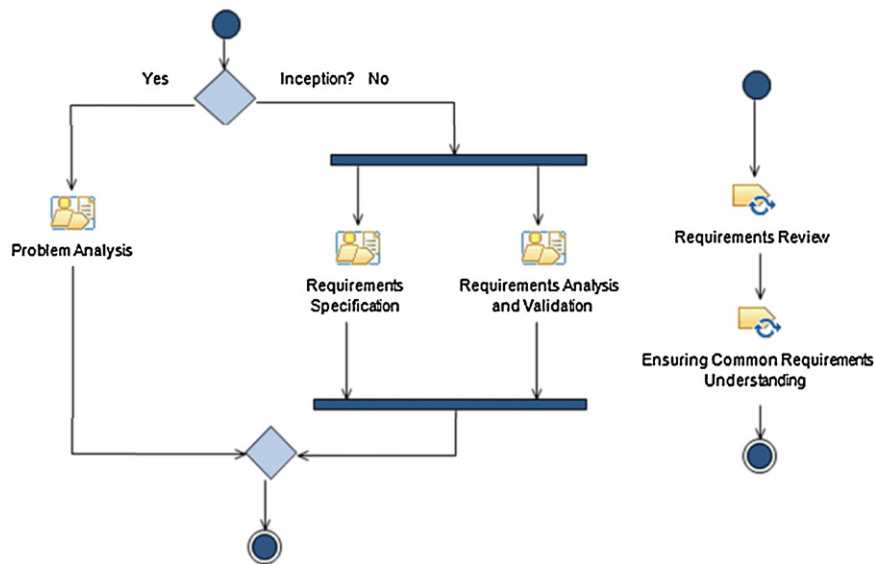 Yes
Inception? No
Problem Analysis
Requirements
Specification
Requirements Analysis
and Validation
Requirements Review
Ensuring Common Requirements
Understanding